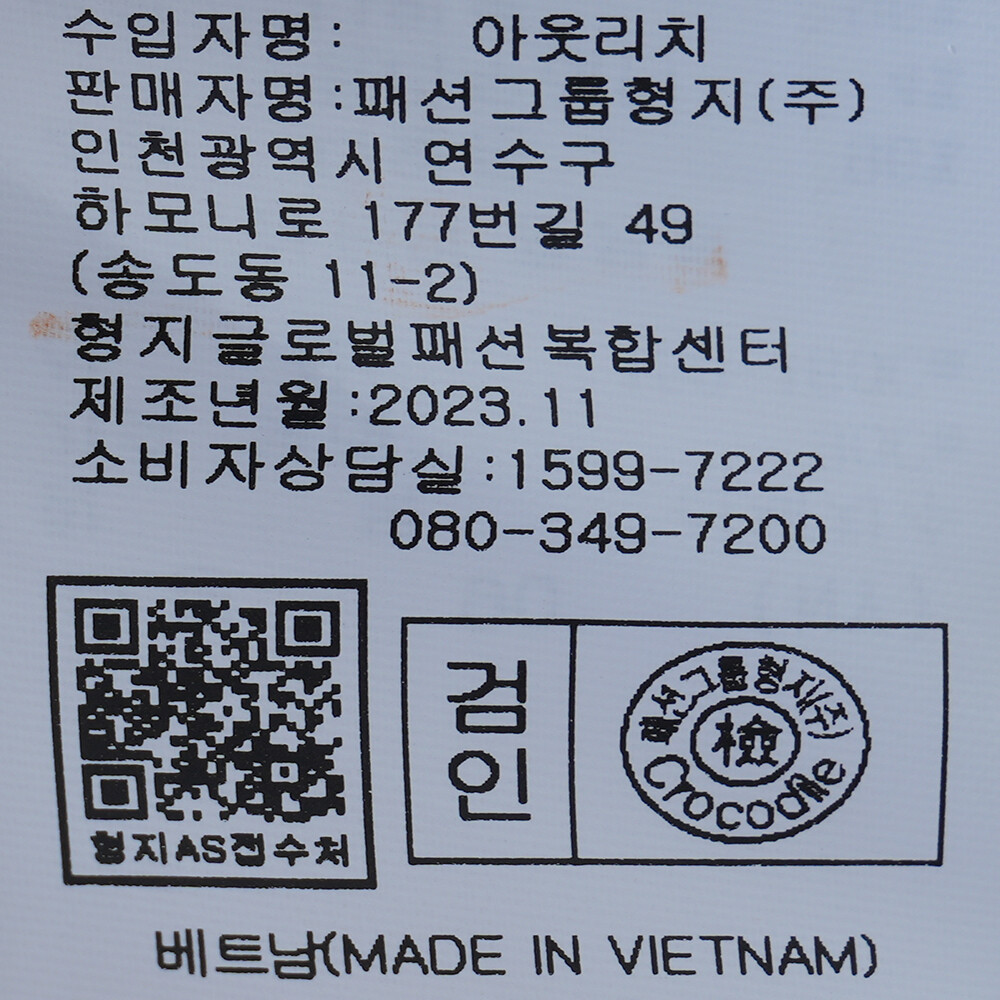 수입자명: 아웃리치
판매자명:패션그룹형지(주)
인천광역시 연수구
하모니로 177번길 49
(송도동 11-2)
형지글로벌패션복합센터
제조년월:2023.11
소비자상담실:1599-7222
080-349-7200
형지AS접수처
검인
패션그룹형지(주)
檢
Crocodile
베트남(MADE IN VIETNAM)